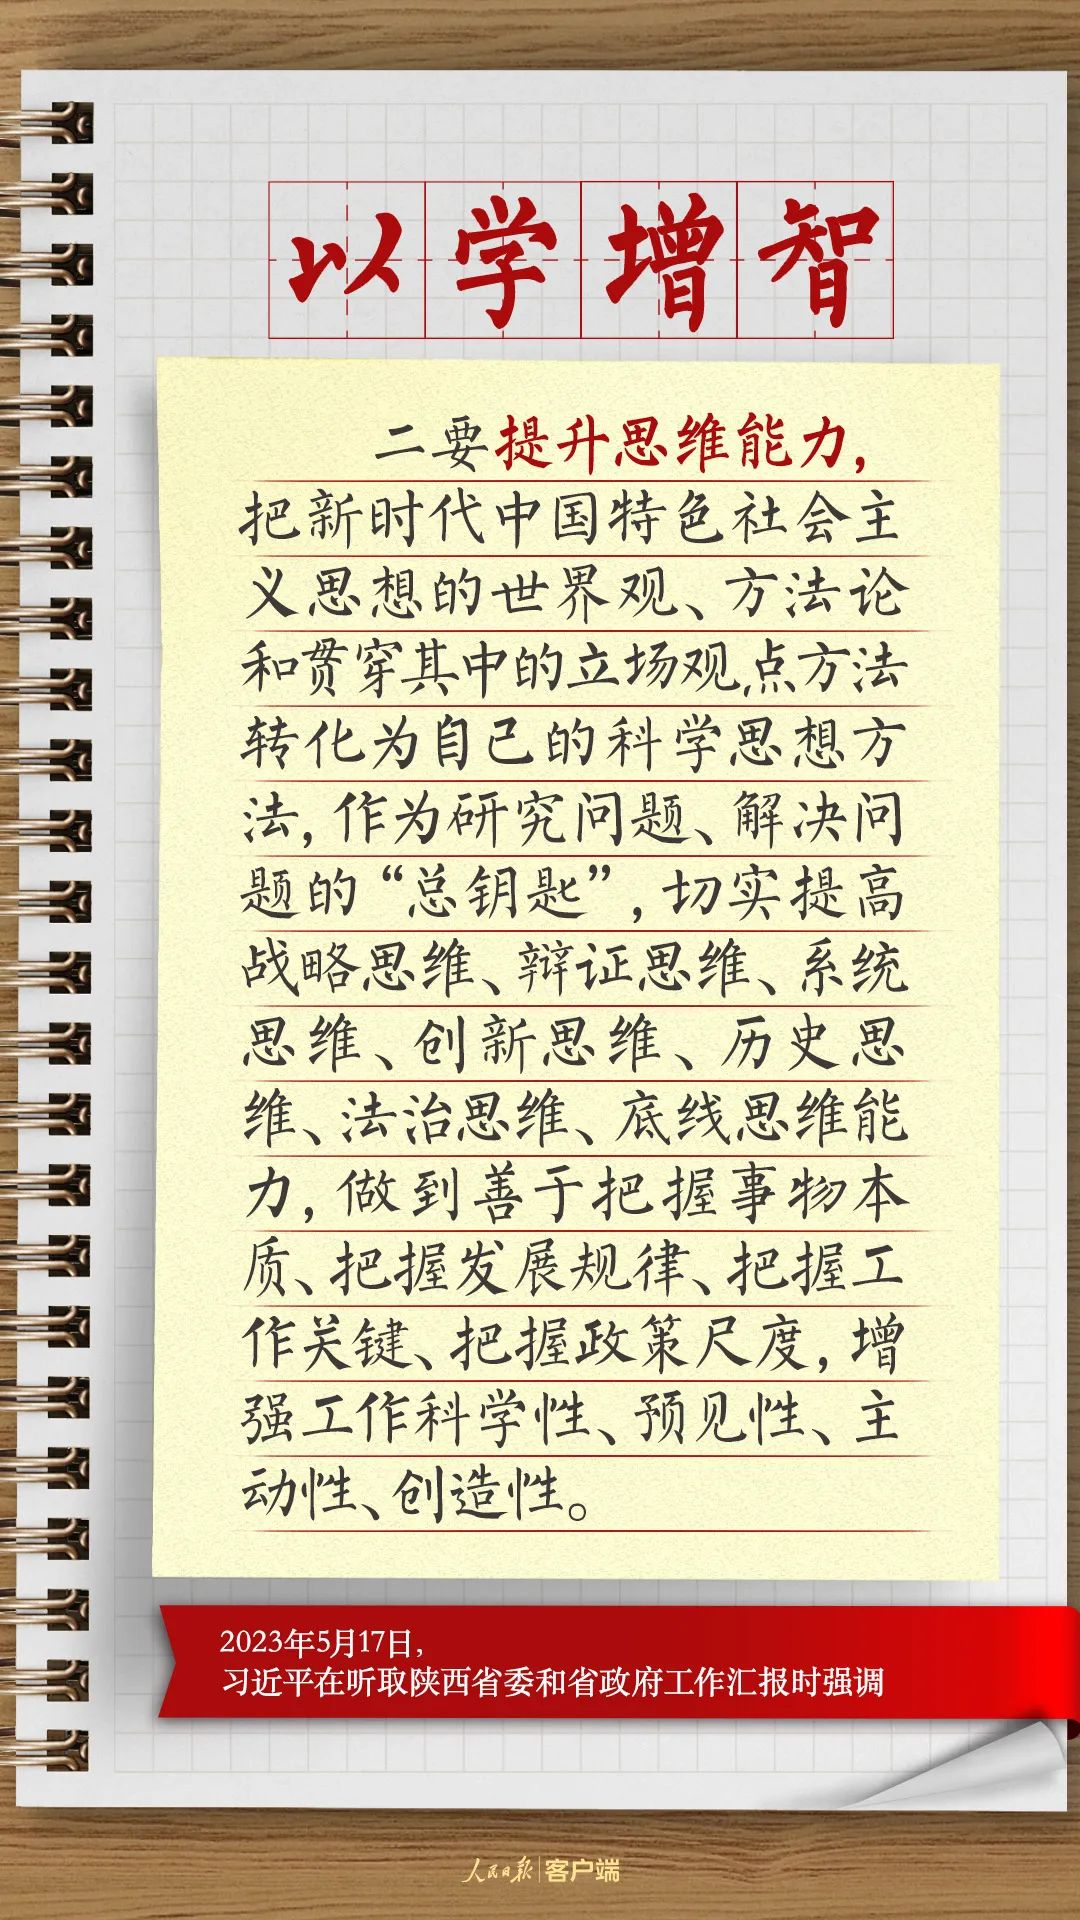 以学增智
二要提升思维能力，
把新时代中国特色社会主
义思想的世界观、方法论
和贯穿其中的立场观点方法
转化为自己的科学思想方
法，作为研究问题、解决问
题的“总钥匙”，切实提高
战略思维、辩证思维、系统
思维、创新思维、历史思
维、法治思维、底线思维能
力，做到善于把握事物本
质、把握发展规律、把握工
作关键、把握政策尺度，增
强工作科学性、预见性、主
动性、创造性。
2023年5月17日，
习近平在听取陕西省委和省政府工作汇报时强调
人民日报|客户端